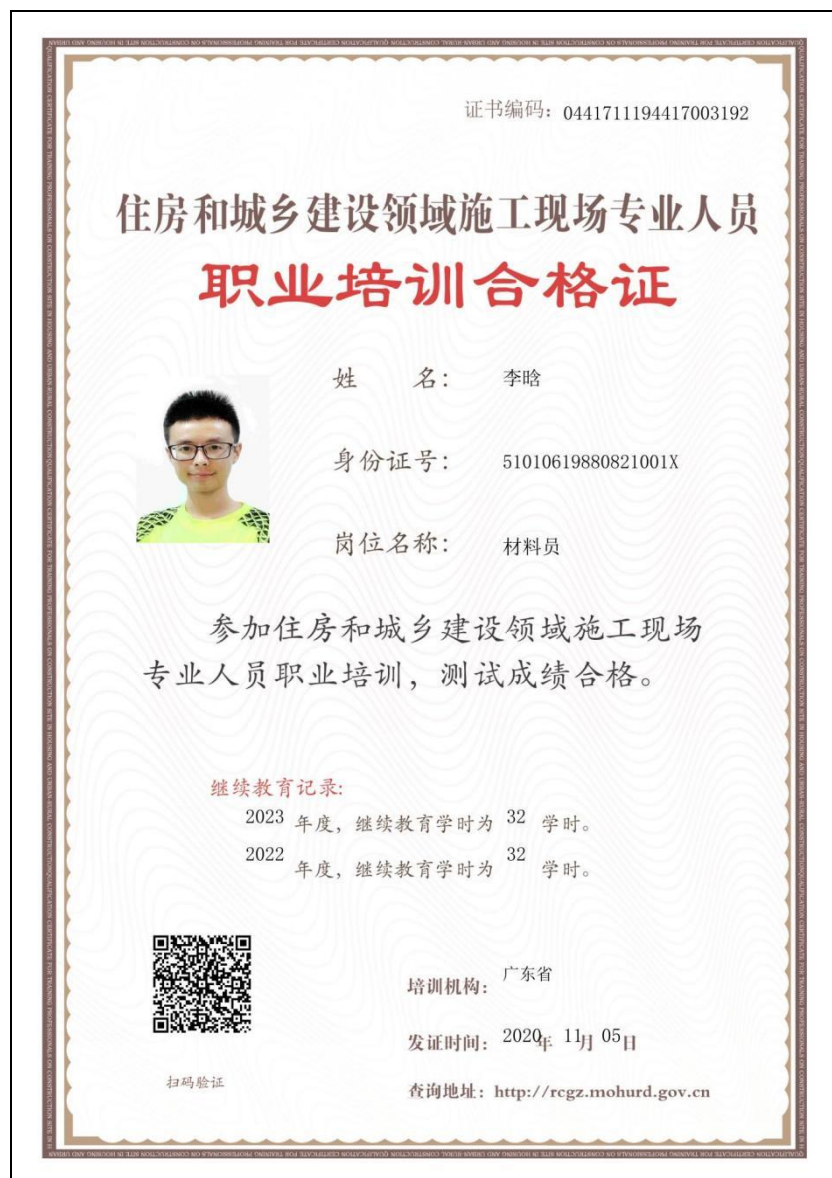 证书编码：0441711194417003192
住房和城乡建设领域施工现场专业人员
职业培训合格证
姓 名： 李晗
身份证号： 51010619880821001X
岗位名称： 材料员
参加住房和城乡建设领域施工现场
专业人员职业培训，测试成绩合格。
继续教育记录:
2023 年度，继续教育学时为 32 学时。
2022 年度，继续教育学时为 32 学时。
培训机构： 广东省
发证时间： 2020年 11月 05日
扫码验证
查询地址：http://rcgz.mohurd.gov.cn